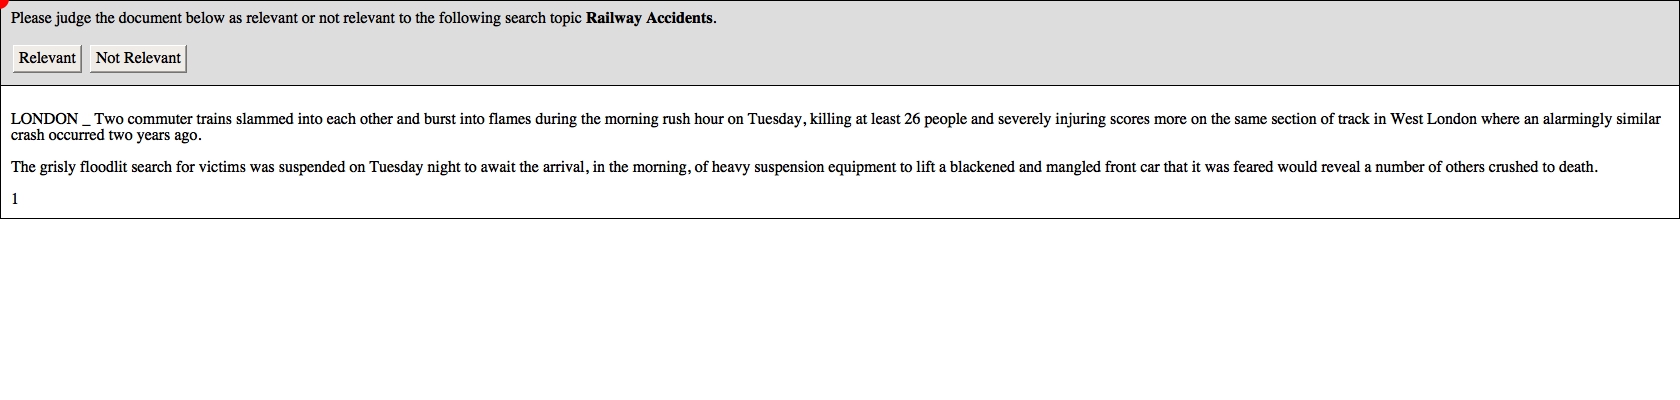 Please judge the document below as relevant or not relevant to the following search topic Railway Accidents.
Relevant Not Relevant
LONDON _ Two commuter trains slammed into each other and burst into flames during the morning rush hour on Tuesday, killing at least 26 people and severely injuring scores more on the same section of track in West London where an alarmingly similar
crash occurred two years ago.
The grisly floodlit search for victims was suspended on Tuesday night to await the arrival, in the morning, of heavy suspension equipment to lift a blackened and mangled front car that it was feared would reveal a number of others crushed to death.
1